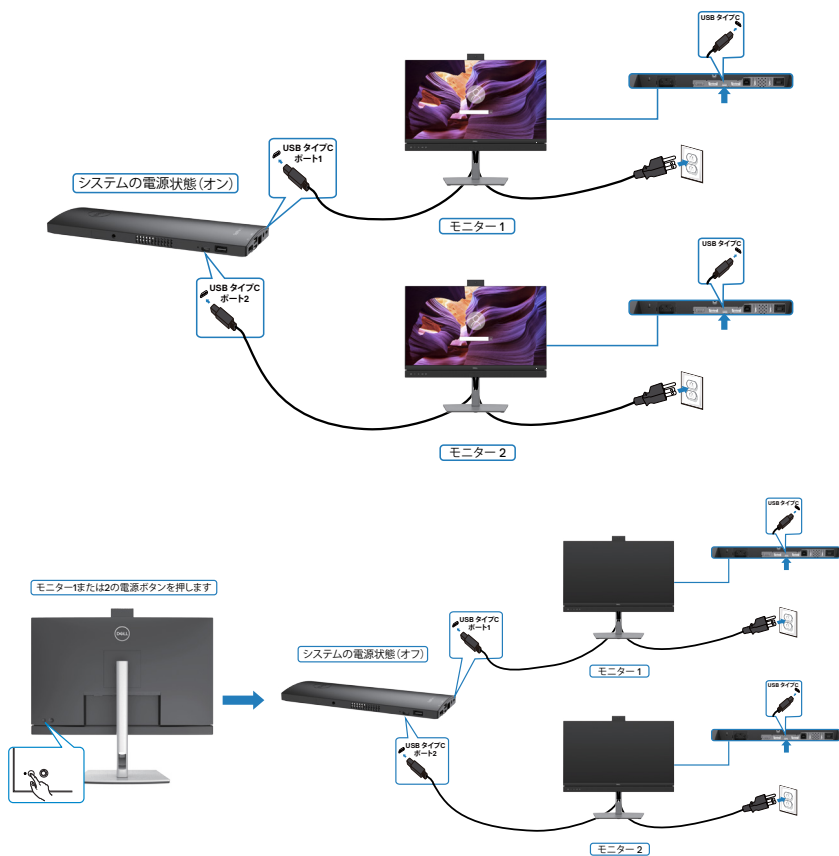 USB タイプC
USB タイプC
ポート1
システムの電源状態（オン）
モニター 1
USB タイプC
USB タイプC
ポート2
モニター 2
USB タイプC
モニター1または2の電源ボタンを押します
DELL
USB タイプC
ポート1
システムの電源状態（オフ）
モニター 1
USB タイプC
USB タイプC
ポート2
モニター 2